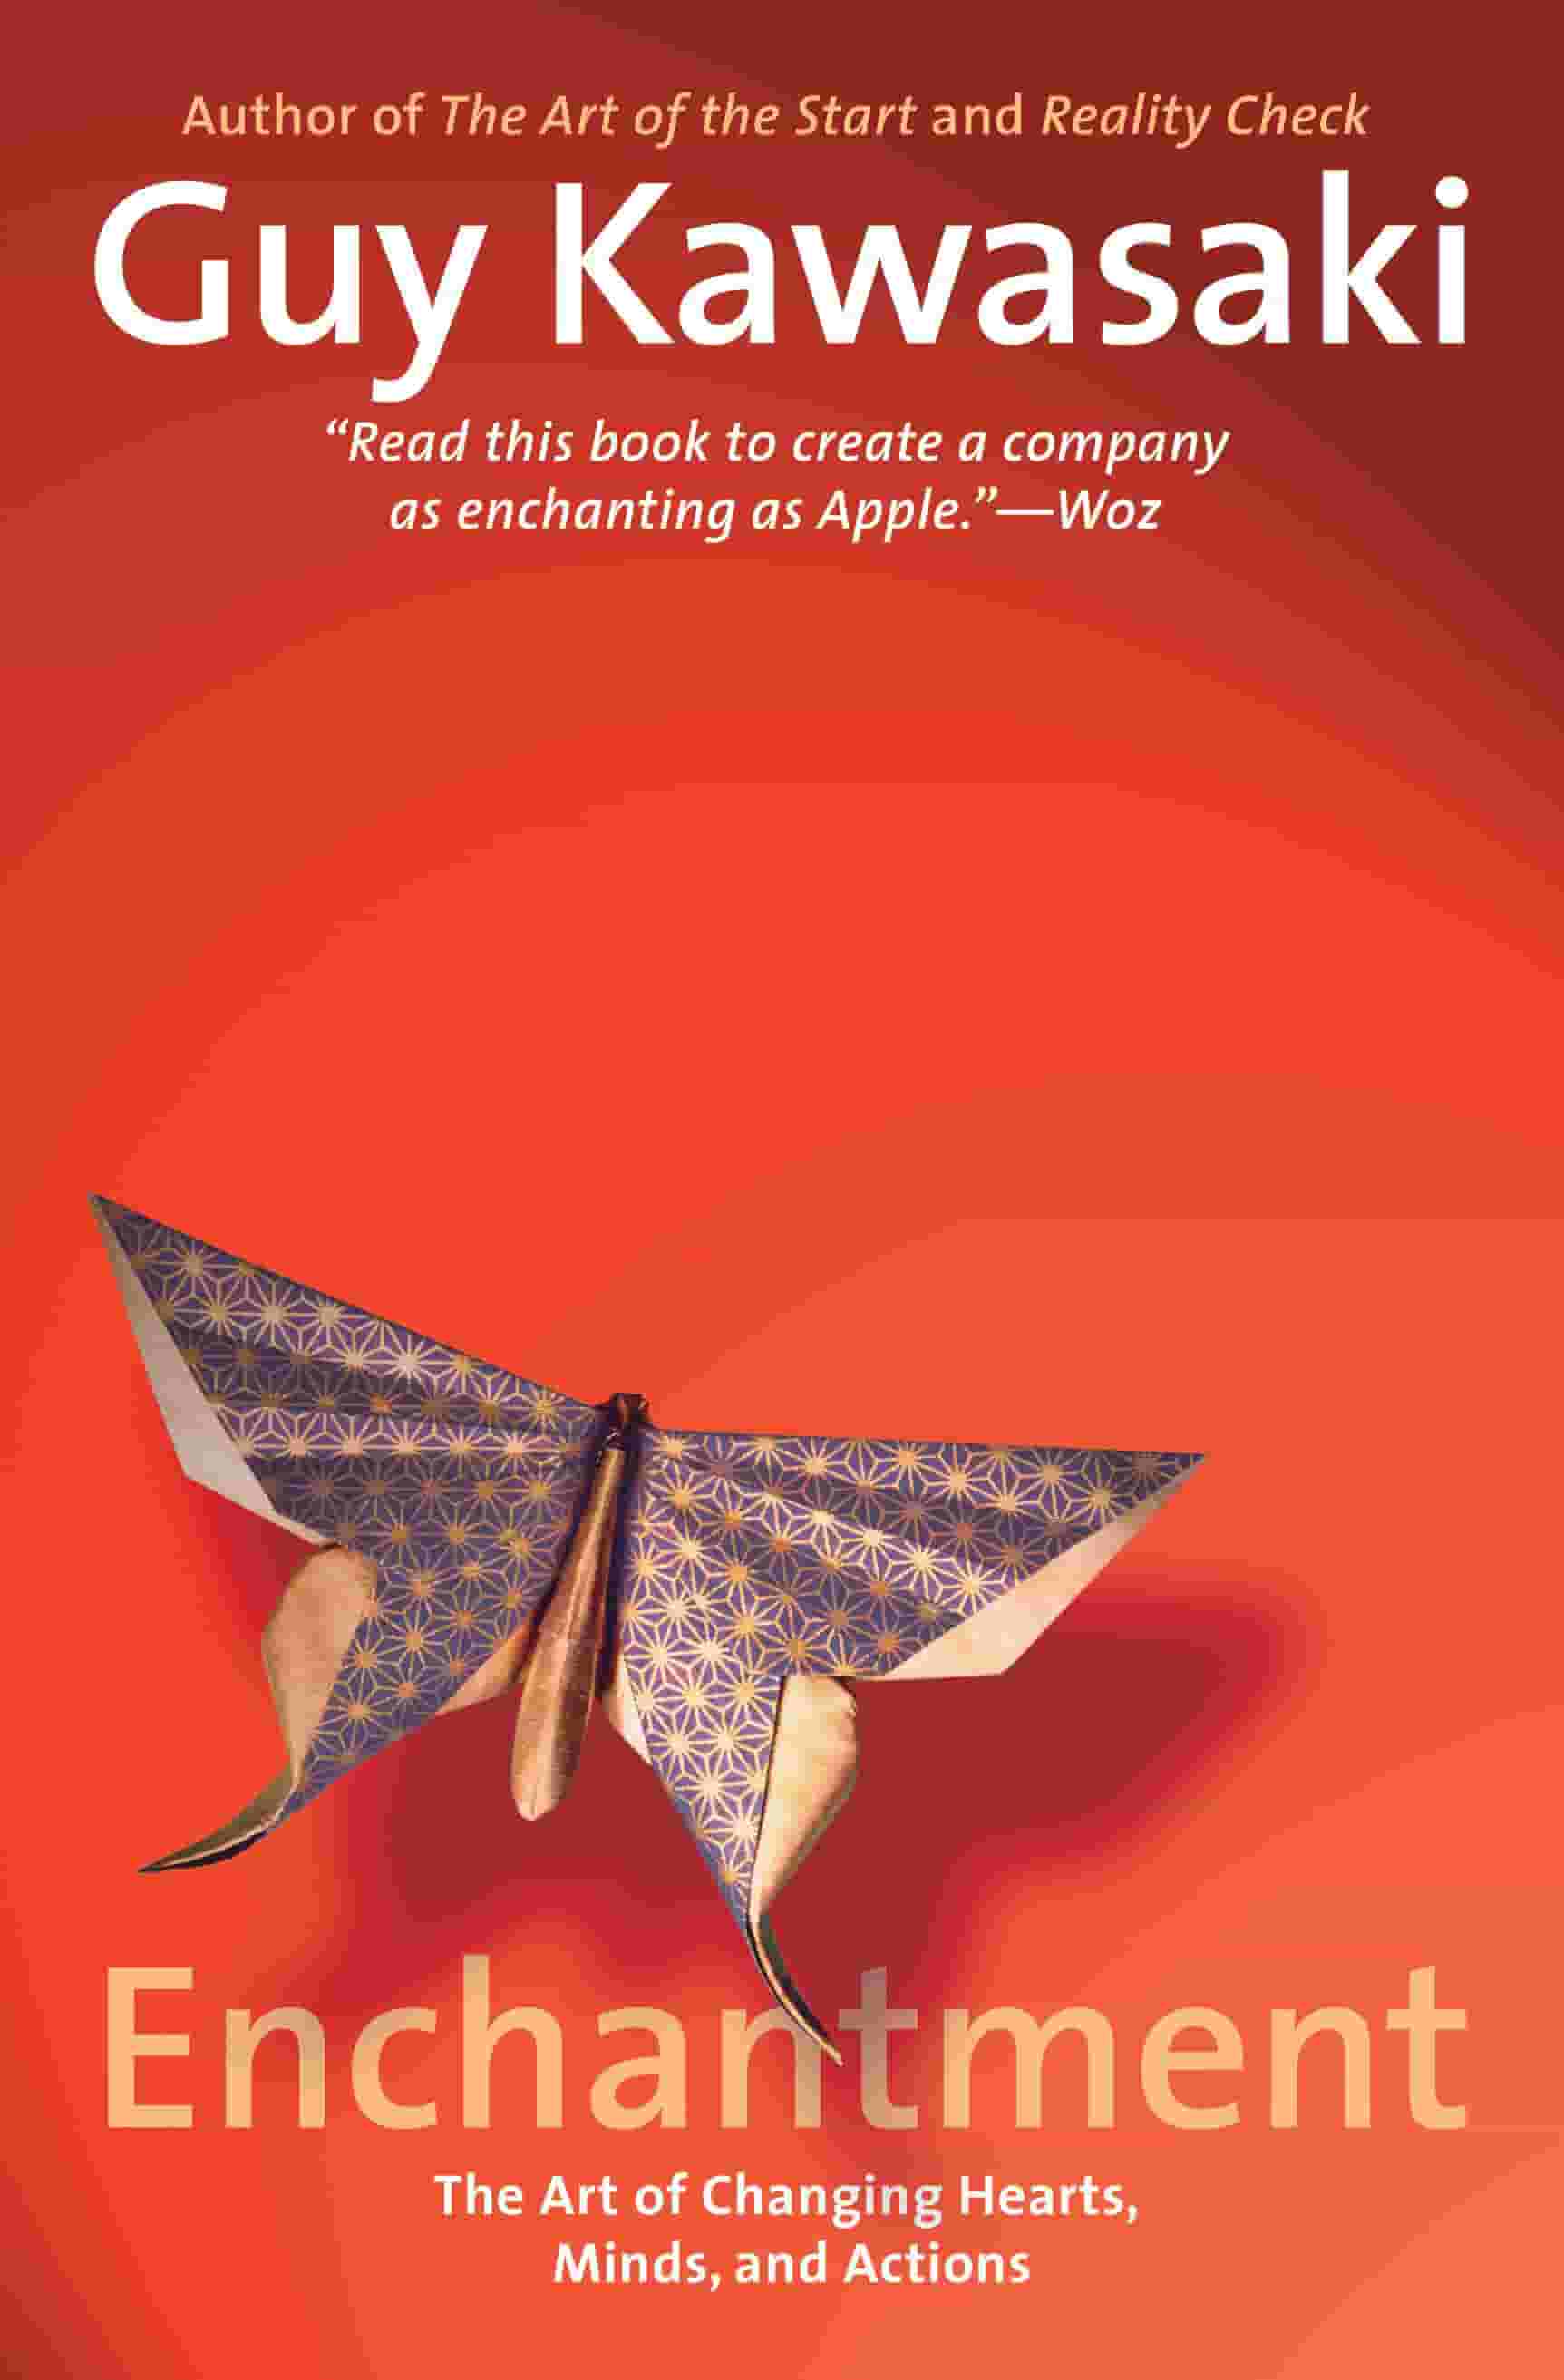 Author of The Art of the Start and Reality Check
Guy Kawasaki
“Read this book to create a company
as enchanting as Apple.”—Woz
Enchantment
The Art of Changing Hearts,
Minds, and Actions